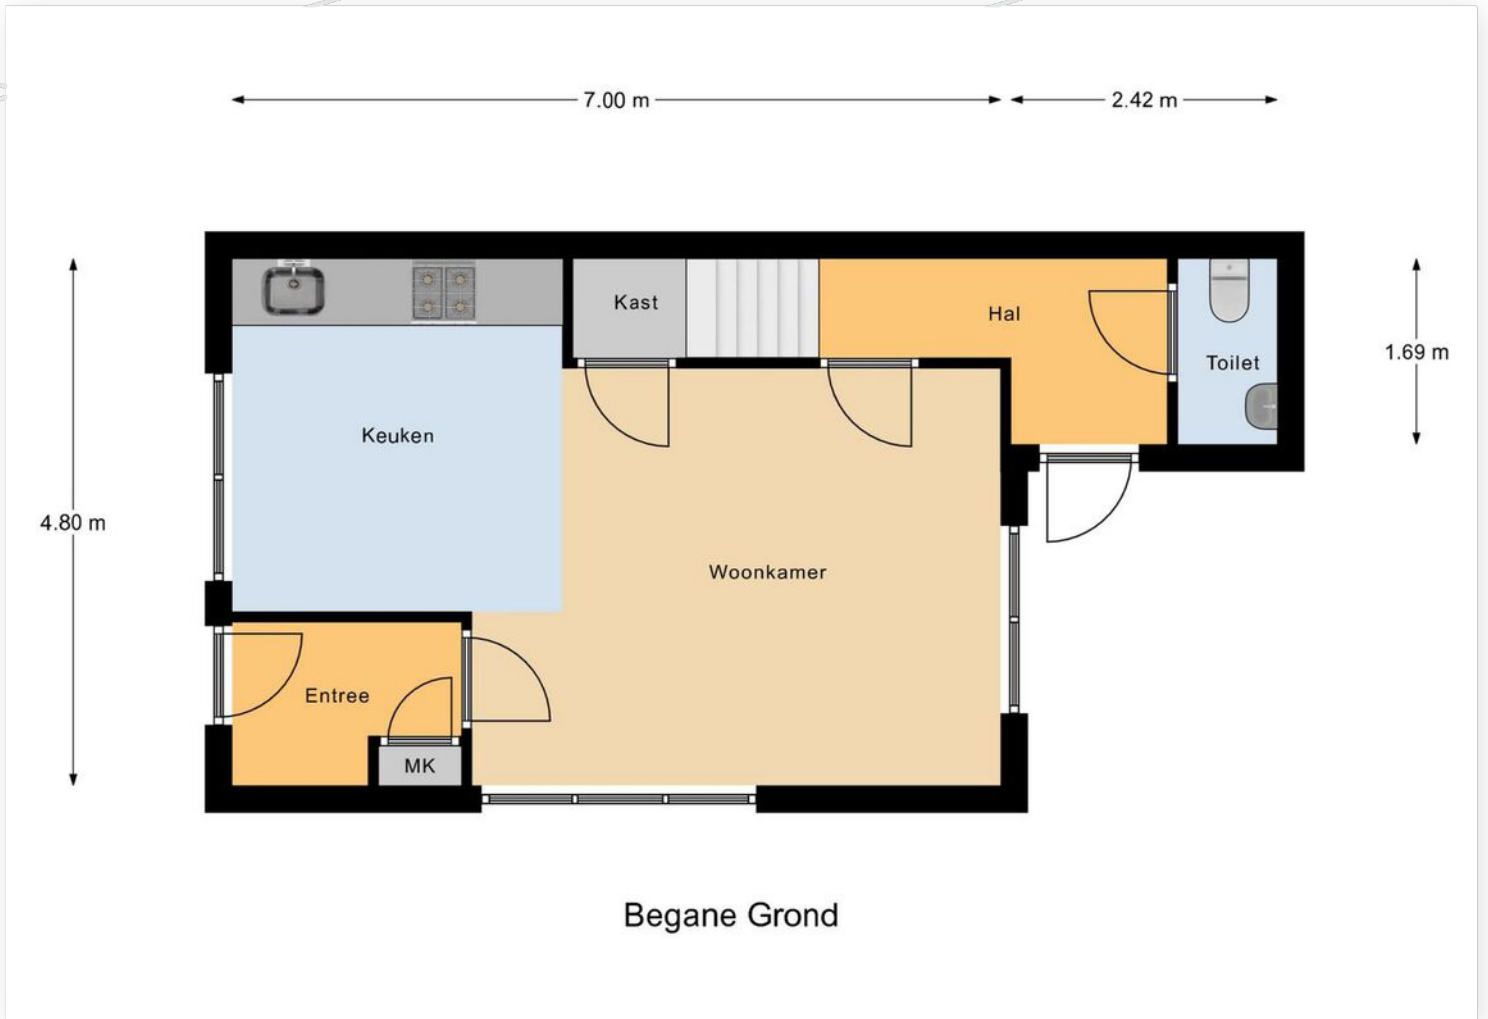 7.00 m
2.42 m
Kast
Hal
1.69 m
Toilet
Keuken
4.80 m
Woonkamer
Entree
MK
Begane Grond